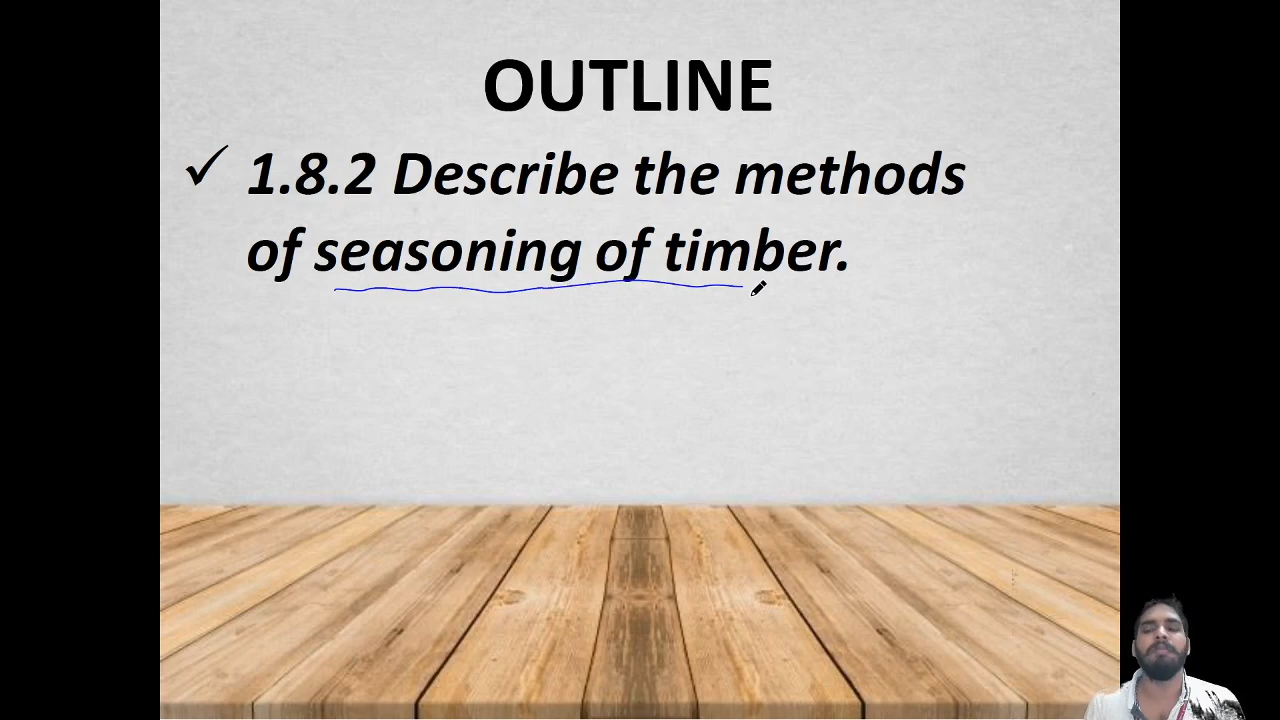 OUTLINE
✓ 1.8.2 Describe the methods
of seasoning of timber.